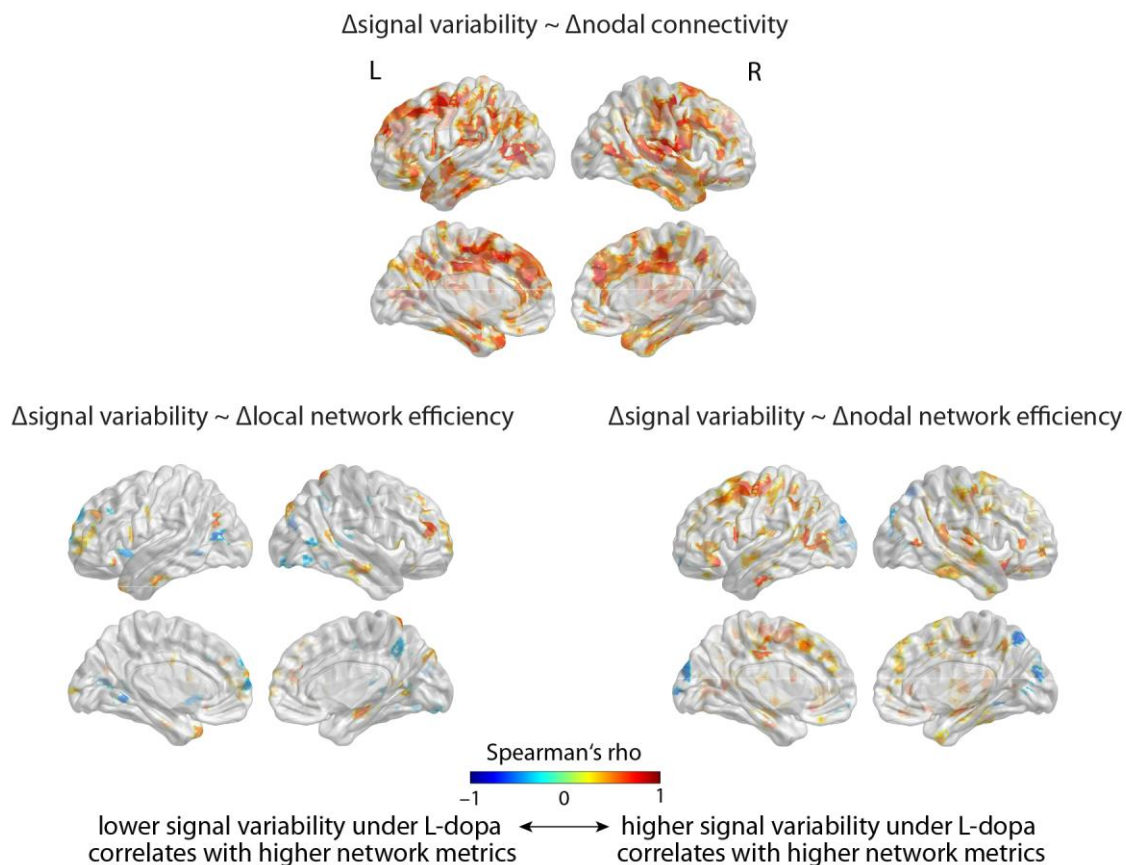 Δsignal variability ~ Δnodal connectivity
L
R
Δsignal variability ~ Δlocal network efficiency
Δsignal variability ~ Δnodal network efficiency
Spearman's rho
−1
0
1
lower signal variability under L-dopa
correlates with higher network metrics
higher signal variability under L-dopa
correlates with higher network metrics